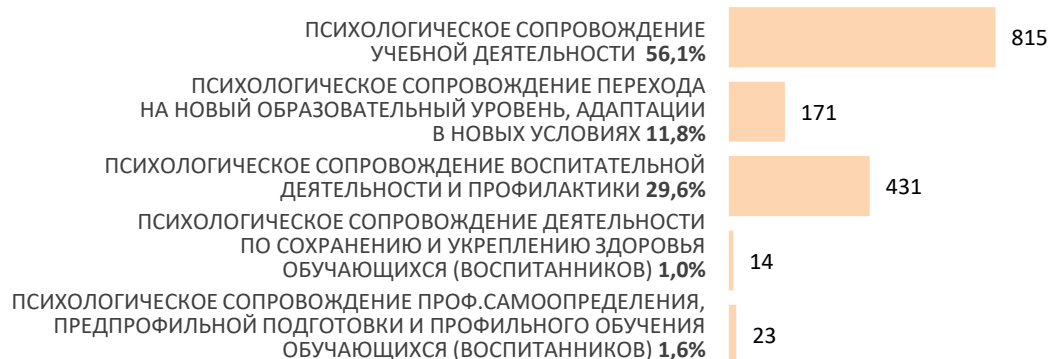 ПСИХОЛОГИЧЕСКОЕ СОПРОВОЖДЕНИЕ
УЧЕБНОЙ ДЕЯТЕЛЬНОСТИ 56,1%
815
ПСИХОЛОГИЧЕСКОЕ СОПРОВОЖДЕНИЕ ПЕРЕХОДА
НА НОВЫЙ ОБРАЗОВАТЕЛЬНЫЙ УРОВЕНЬ, АДАПТАЦИИ
В НОВЫХ УСЛОВИЯХ 11,8%
171
ПСИХОЛОГИЧЕСКОЕ СОПРОВОЖДЕНИЕ ВОСПИТАТЕЛЬНОЙ
ДЕЯТЕЛЬНОСТИ И ПРОФИЛАКТИКИ 29,6%
431
ПСИХОЛОГИЧЕСКОЕ СОПРОВОЖДЕНИЕ ДЕЯТЕЛЬНОСТИ
ПО СОХРАНЕНИЮ И УКРЕПЛЕНИЮ ЗДОРОВЬЯ
ОБУЧАЮЩИХСЯ (ВОСПИТАННИКОВ) 1,0%
14
ПСИХОЛОГИЧЕСКОЕ СОПРОВОЖДЕНИЕ ПРОФ.САМООПРЕДЕЛЕНИЯ,
ПРЕДПРОФИЛЬНОЙ ПОДГОТОВКИ И ПРОФИЛЬНОГО ОБУЧЕНИЯ
ОБУЧАЮЩИХСЯ (ВОСПИТАННИКОВ) 1,6%
23